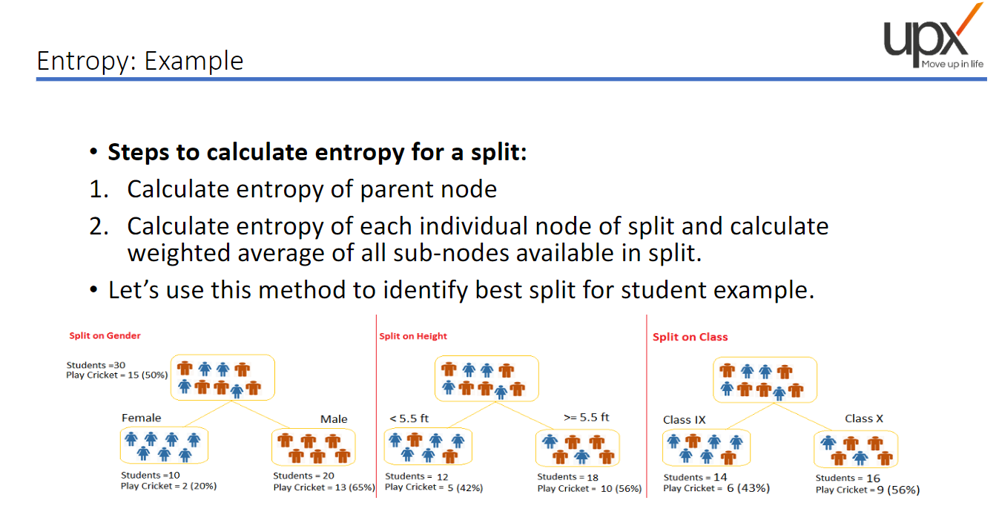 upx
Move up in life
Entropy: Example
• Steps to calculate entropy for a split:
1. Calculate entropy of parent node
2. Calculate entropy of each individual node of split and calculate
weighted average of all sub-nodes available in split.
• Let’s use this method to identify best split for student example.
Split on Gender
Students =30
Play Cricket = 15 (50%)
Female
Male
Students =10
Play Cricket = 2 (20%)
Students = 20
Play Cricket = 13 (65%)
Split on Height
< 5.5 ft
>= 5.5 ft
Students = 12
Play Cricket = 5 (42%)
Students = 18
Play Cricket = 10 (56%)
Split on Class
Class IX
Class X
Students = 14
Play Cricket = 6 (43%)
Students = 16
Play Cricket = 9 (56%)